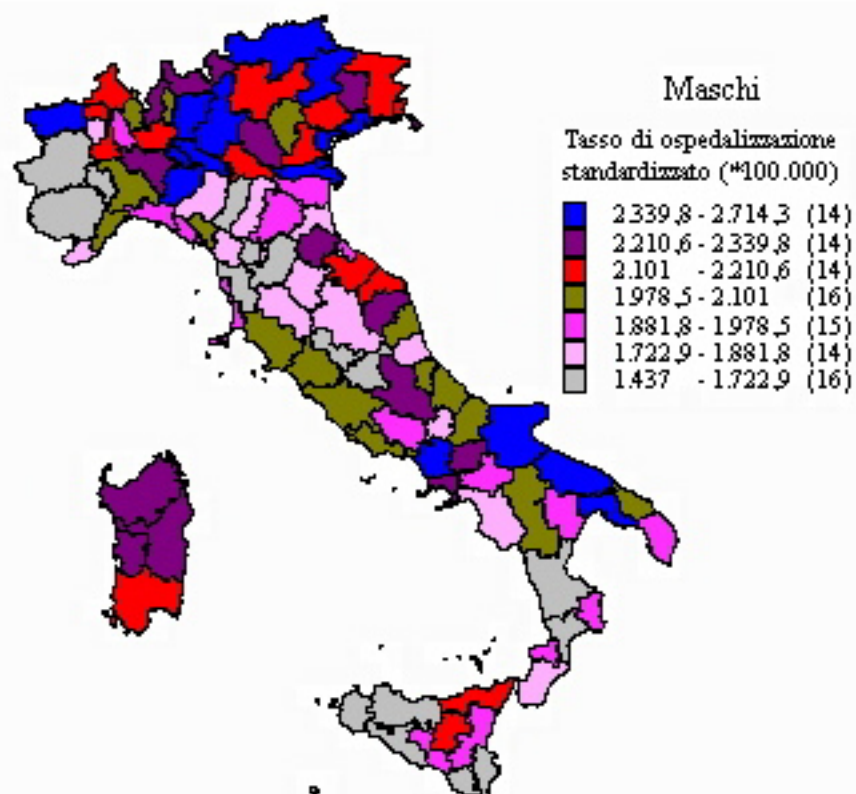 Maschi
Tasso di ospedalizzazione
standardizzato (*100.000)
2.339,8 - 2.714,3 (14)
2.210,6 - 2.339,8 (14)
2.101 - 2.210,6 (14)
1.978,5 - 2.101 (16)
1.881,8 - 1.978,5 (15)
1.722,9 - 1.881,8 (14)
1.437 - 1.722,9 (16)